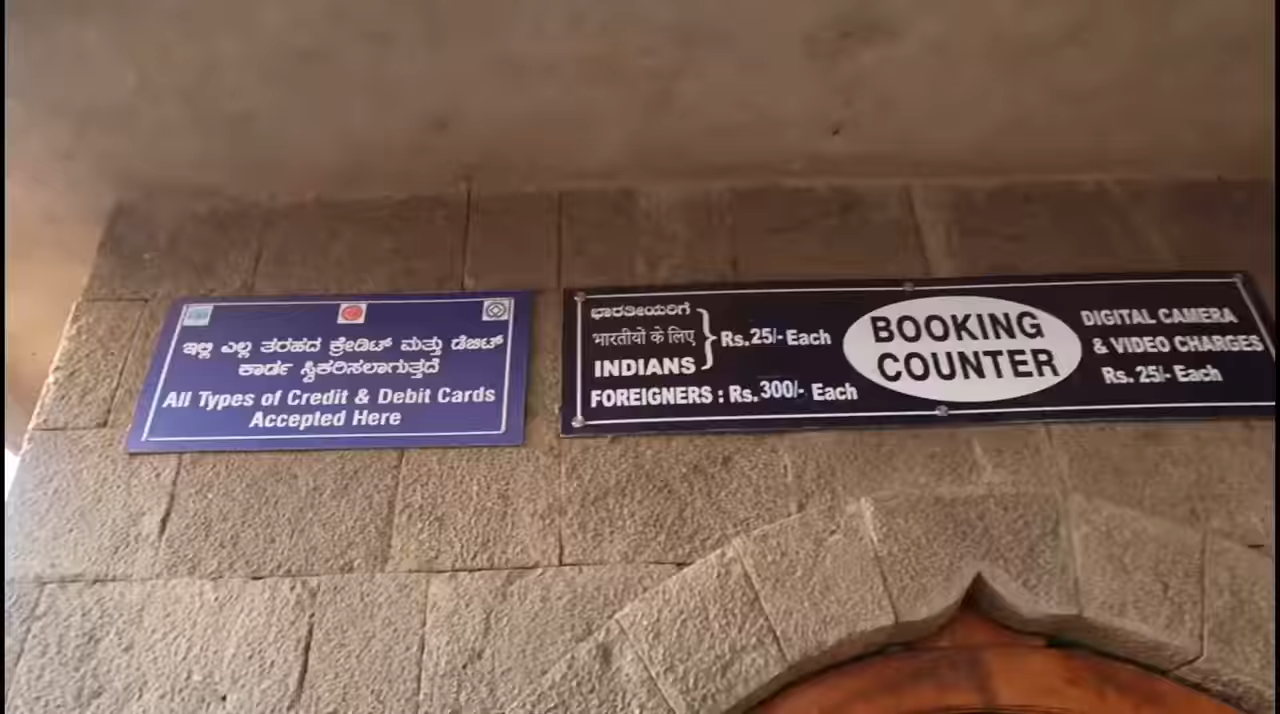 ಇಲ್ಲಿ ಎಲ್ಲ ತರಹದ ಕ್ರೇಡಿಟ್ ಮತ್ತು ಡೆಬಿಟ್
ಕಾರ್ಡ ಸ್ವಿಕರಿಸಲಾಗುತ್ತದೆ
All Types of Credit & Debit Cards
Accepted Here
ಭಾರತೀಯರಿಗೆ
भारतीयों के लिए
INDIANS
Rs. 25/- Each
FOREIGNERS : Rs. 300/- Each
BOOKING
COUNTER
DIGITAL CAMERA
& VIDEO CHARGES
Rs. 25/- Each